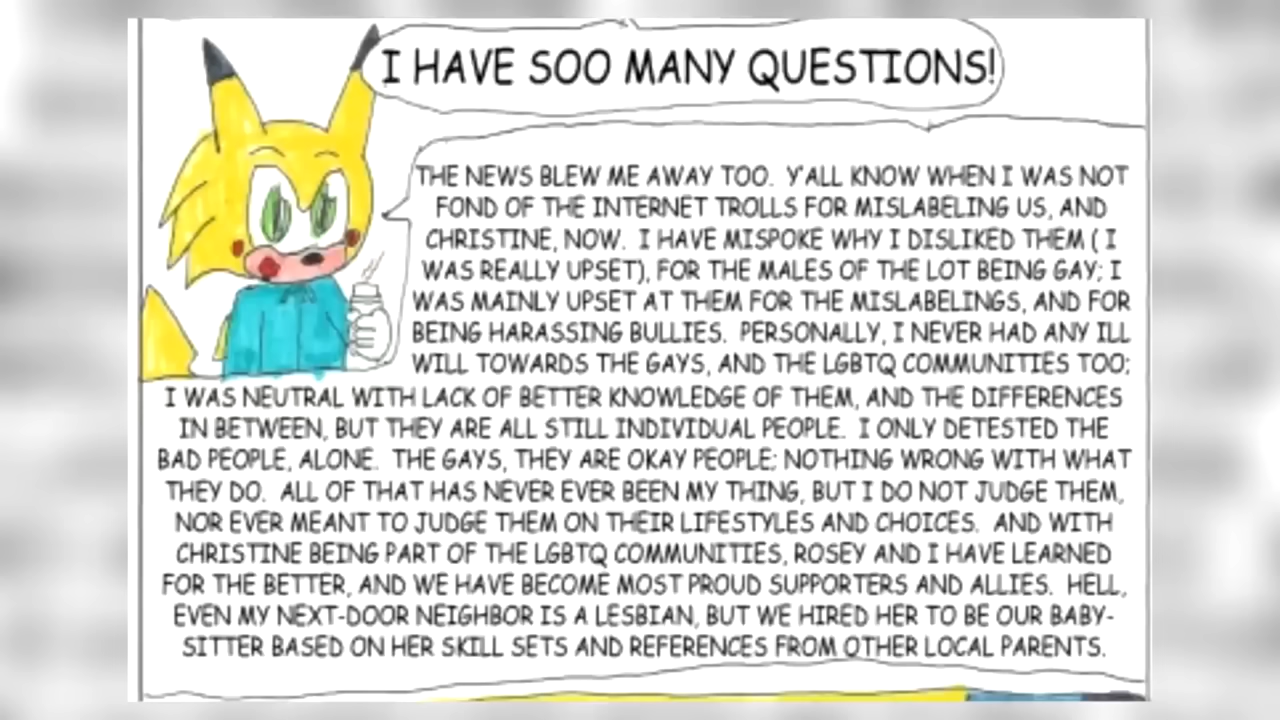 I HAVE SOO MANY QUESTIONS!
THE NEWS BLEW ME AWAY TOO. Y'ALL KNOW WHEN I WAS NOT
FOND OF THE INTERNET TROLLS FOR MISLABELING US, AND
CHRISTINE, NOW. I HAVE MISPOKE WHY I DISLIKED THEM ( I
WAS REALLY UPSET), FOR THE MALES OF THE LOT BEING GAY; I
WAS MAINLY UPSET AT THEM FOR THE MISLABELINGS, AND FOR
BEING HARASSING BULLIES. PERSONALLY, I NEVER HAD ANY ILL
WILL TOWARDS THE GAYS, AND THE LGBTQ COMMUNITIES TOO;
I WAS NEUTRAL WITH LACK OF BETTER KNOWLEDGE OF THEM, AND THE DIFFERENCES
IN BETWEEN, BUT THEY ARE ALL STILL INDIVIDUAL PEOPLE. I ONLY DETESTED THE
BAD PEOPLE, ALONE. THE GAYS, THEY ARE OKAY PEOPLE; NOTHING WRONG WITH WHAT
THEY DO. ALL OF THAT HAS NEVER EVER BEEN MY THING, BUT I DO NOT JUDGE THEM,
NOR EVER MEANT TO JUDGE THEM ON THEIR LIFESTYLES AND CHOICES. AND WITH
CHRISTINE BEING PART OF THE LGBTQ COMMUNITIES, ROSEY AND I HAVE LEARNED
FOR THE BETTER, AND WE HAVE BECOME MOST PROUD SUPPORTERS AND ALLIES. HELL,
EVEN MY NEXT-DOOR NEIGHBOR IS A LESBIAN, BUT WE HIRED HER TO BE OUR BABY-
SITTER BASED ON HER SKILL SETS AND REFERENCES FROM OTHER LOCAL PARENTS.